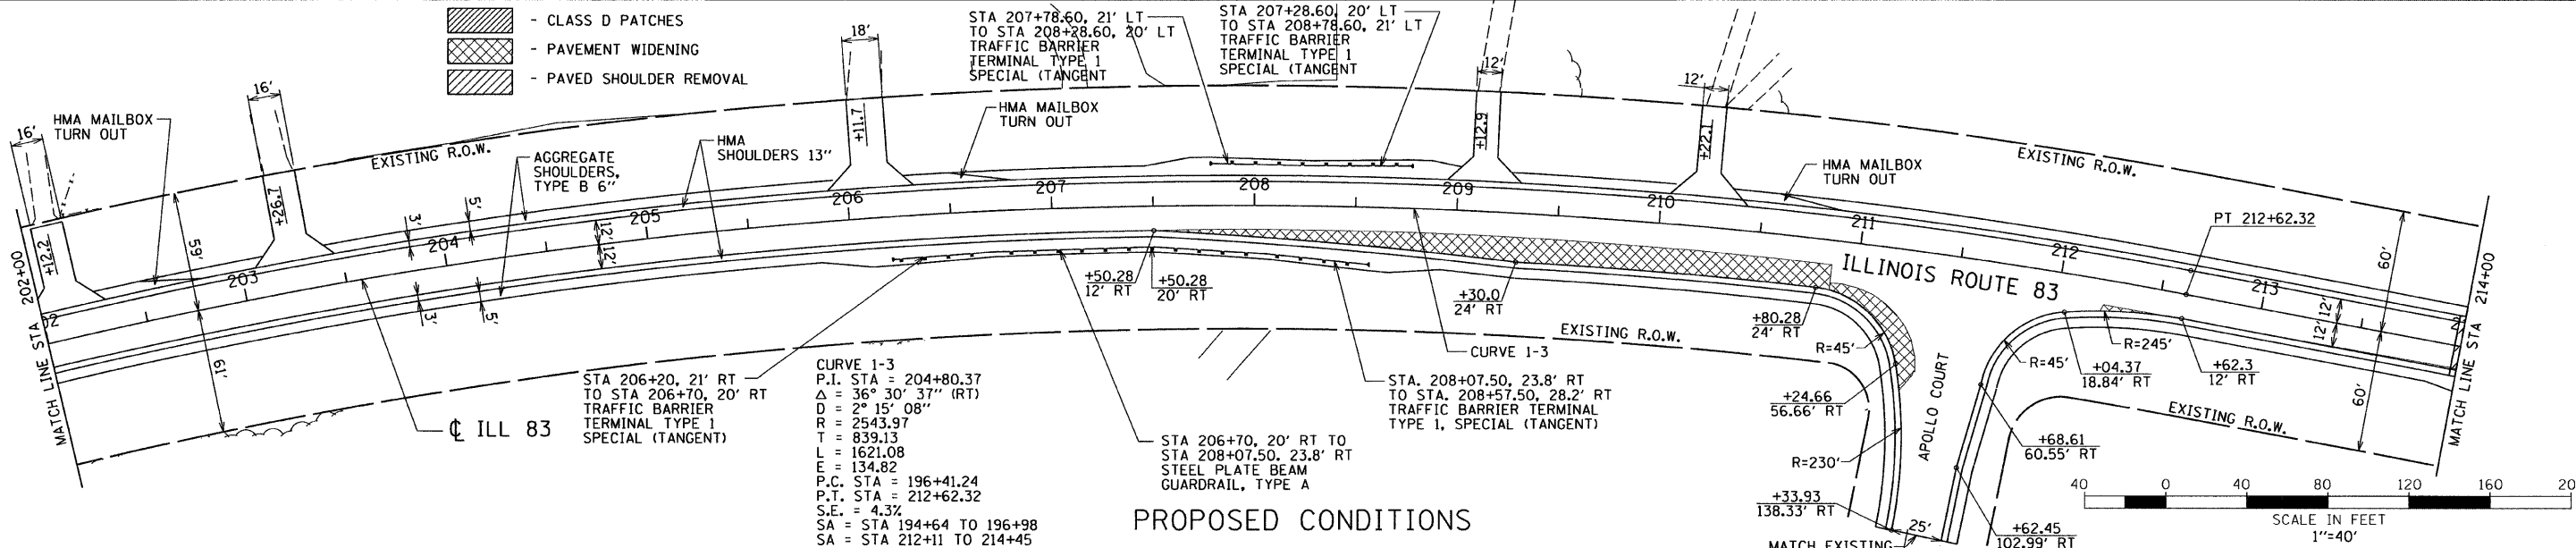 - CLASS D PATCHES
- PAVEMENT WIDENING
- PAVED SHOULDER REMOVAL
STA 207+78.60, 21' LT
TO STA 208+28.60, 20' LT
TRAFFIC BARRIER
TERMINAL TYPE 1
SPECIAL (TANGENT
STA 207+28.60, 20' LT
TO STA 208+78.60, 21' LT
TRAFFIC BARRIER
TERMINAL TYPE 1
SPECIAL (TANGENT
16'
16'
18'
12'
12'
HMA MAILBOX
TURN OUT
HMA MAILBOX
TURN OUT
HMA MAILBOX
TURN OUT
EXISTING R.O.W.
EXISTING R.O.W.
AGGREGATE
SHOULDERS,
TYPE B 6"
HMA
SHOULDERS 13"
+12.2
+26.7
+11.7
+12.9
+22.1
59'
61'
3'
5'
3'
5'
12'
12'
203
204
205
206
207
208
209
210
211
212
213
MATCH LINE STA 202+00
℄ ILL 83
PT 212+62.32
ILLINOIS ROUTE 83
60'
60'
12'
12'
MATCH LINE STA 214+00
+50.28
12' RT
+50.28
20' RT
+30.0
24' RT
+80.28
24' RT
EXISTING R.O.W.
EXISTING R.O.W.
CURVE 1-3
R=45'
R=45'
R=245'
+04.37
18.84' RT
+62.3
12' RT
+24.66
56.66' RT
+68.61
60.55' RT
R=230'
+33.93
138.33' RT
+62.45
102.99' RT
APOLLO COURT
25'
MATCH EXISTING
STA 206+20, 21' RT
TO STA 206+70, 20' RT
TRAFFIC BARRIER
TERMINAL TYPE 1
SPECIAL (TANGENT)
CURVE 1-3
P.I. STA = 204+80.37
Δ = 36° 30' 37" (RT)
D = 2° 15' 08"
R = 2543.97
T = 839.13
L = 1621.08
E = 134.82
P.C. STA = 196+41.24
P.T. STA = 212+62.32
S.E. = 4.3%
SA = STA 194+64 TO 196+98
SA = STA 212+11 TO 214+45
STA 206+70, 20' RT TO
STA 208+07.50, 23.8' RT
STEEL PLATE BEAM
GUARDRAIL, TYPE A
STA. 208+07.50, 23.8' RT
TO STA. 208+57.50, 28.2' RT
TRAFFIC BARRIER TERMINAL
TYPE 1, SPECIAL (TANGENT)
PROPOSED CONDITIONS
40 0 40 80 120 160 20
SCALE IN FEET
1"=40'